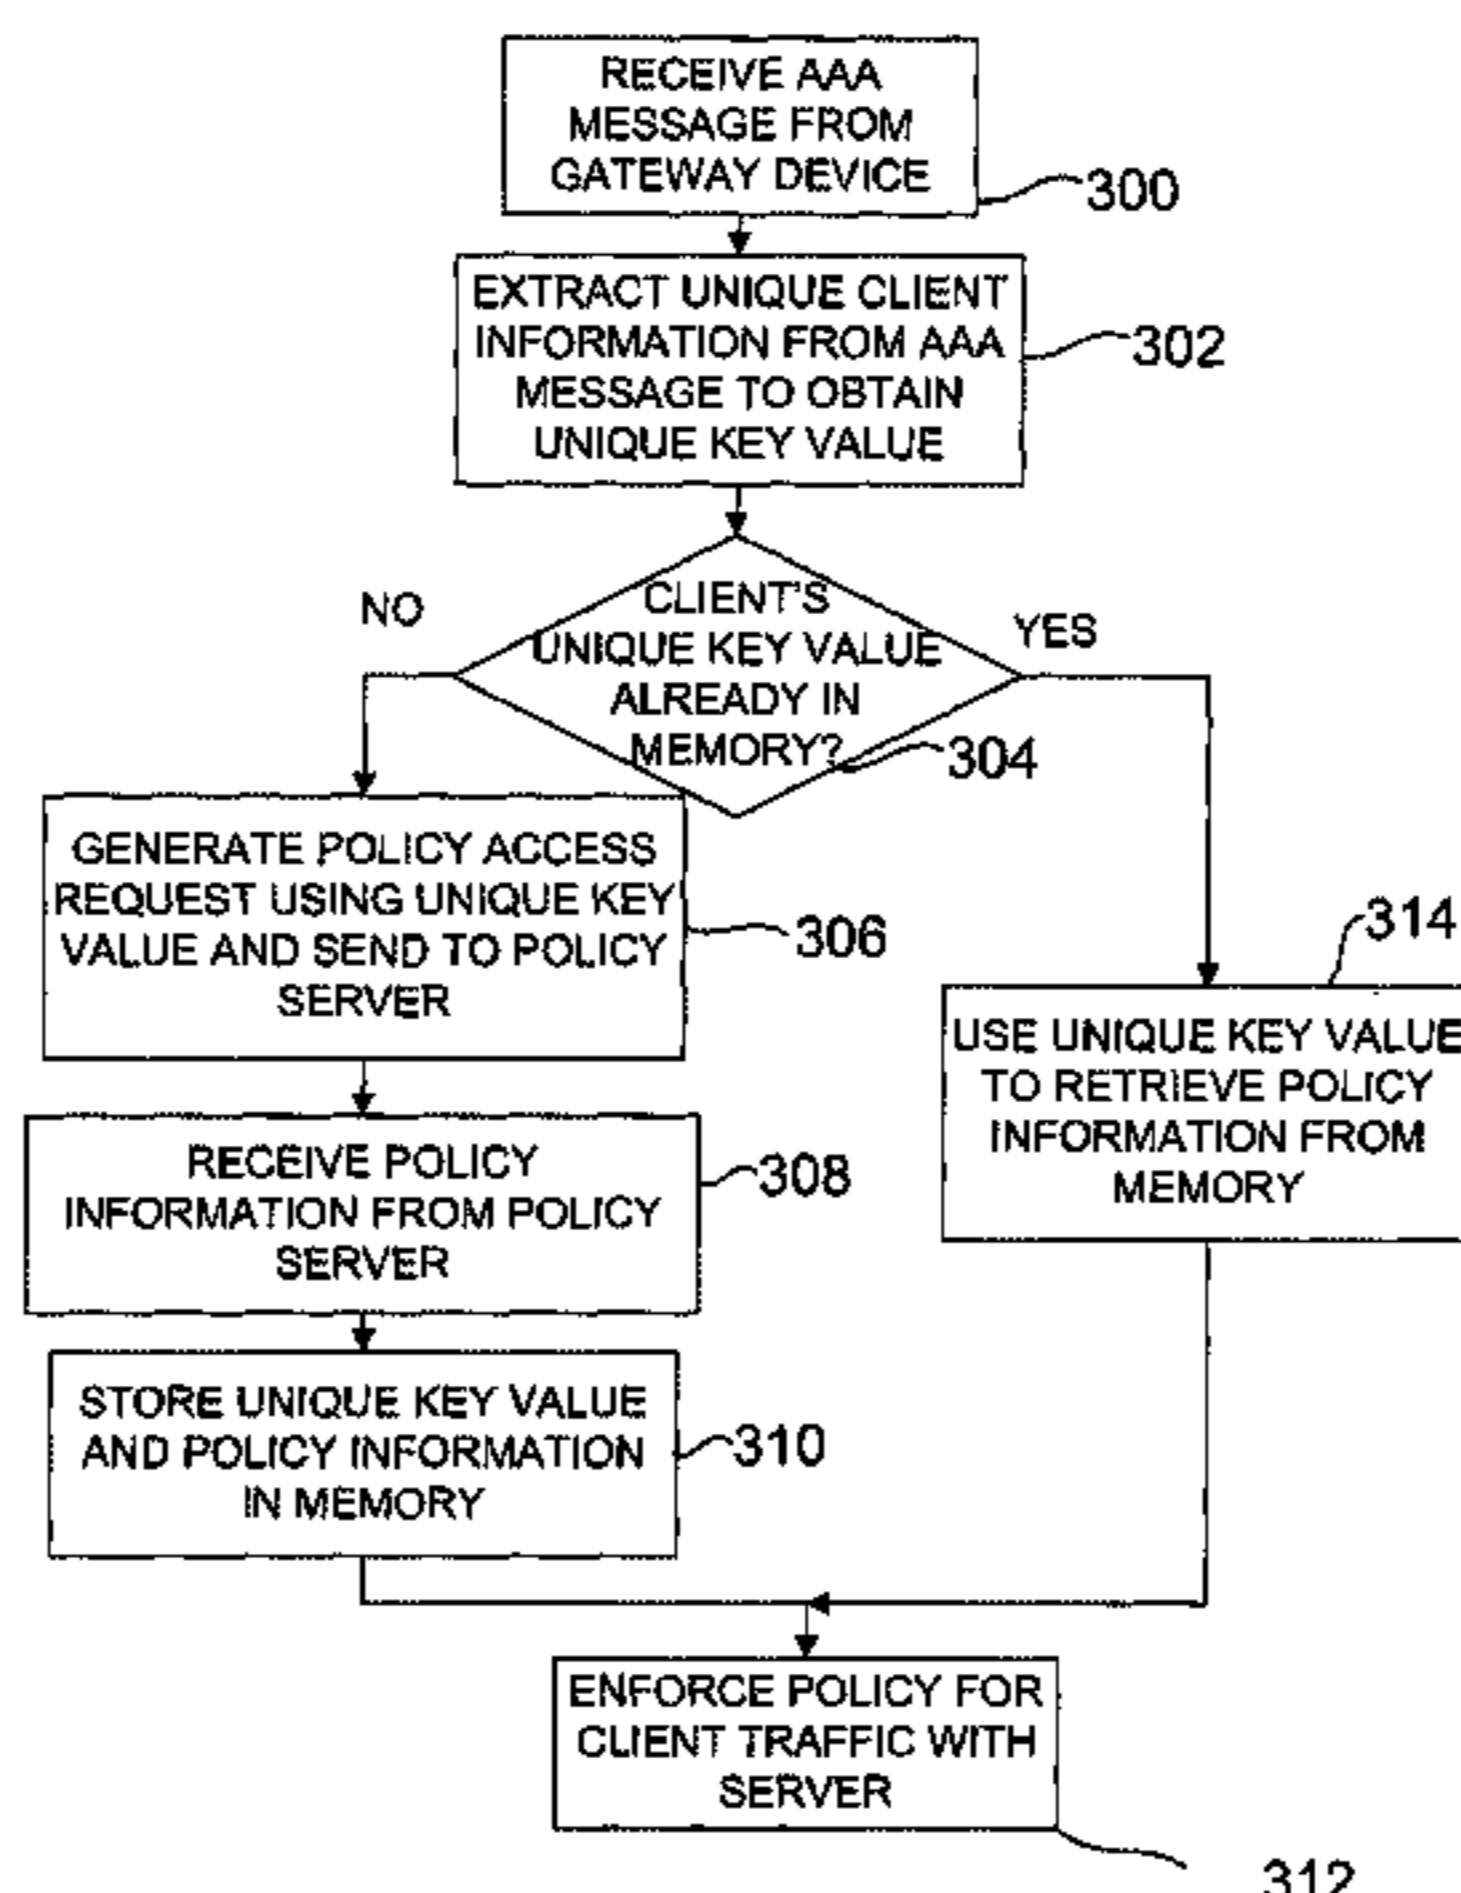 RECEIVE AAA
MESSAGE FROM
GATEWAY DEVICE
300
EXTRACT UNIQUE CLIENT
INFORMATION FROM AAA
MESSAGE TO OBTAIN
UNIQUE KEY VALUE
302
NO
CLIENT'S
UNIQUE KEY VALUE
ALREADY IN
MEMORY?
YES
304
GENERATE POLICY ACCESS
REQUEST USING UNIQUE KEY
VALUE AND SEND TO POLICY
SERVER
306
314
USE UNIQUE KEY VALUE
TO RETRIEVE POLICY
INFORMATION FROM
MEMORY
RECEIVE POLICY
INFORMATION FROM POLICY
SERVER
308
STORE UNIQUE KEY VALUE
AND POLICY INFORMATION
IN MEMORY
310
ENFORCE POLICY FOR
CLIENT TRAFFIC WITH
SERVER
312